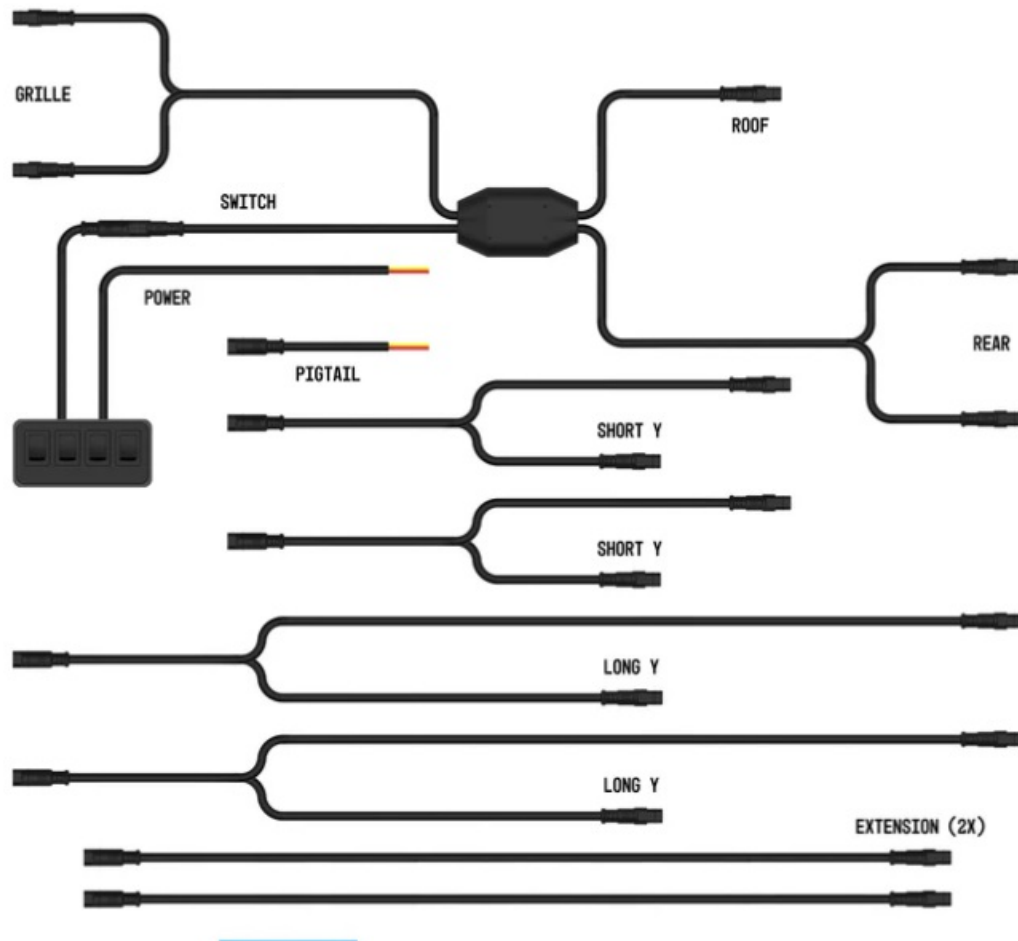 GRILLE
ROOF
SWITCH
POWER
REAR
PIGTAIL
SHORT Y
SHORT Y
LONG Y
LONG Y
EXTENSION (2X)